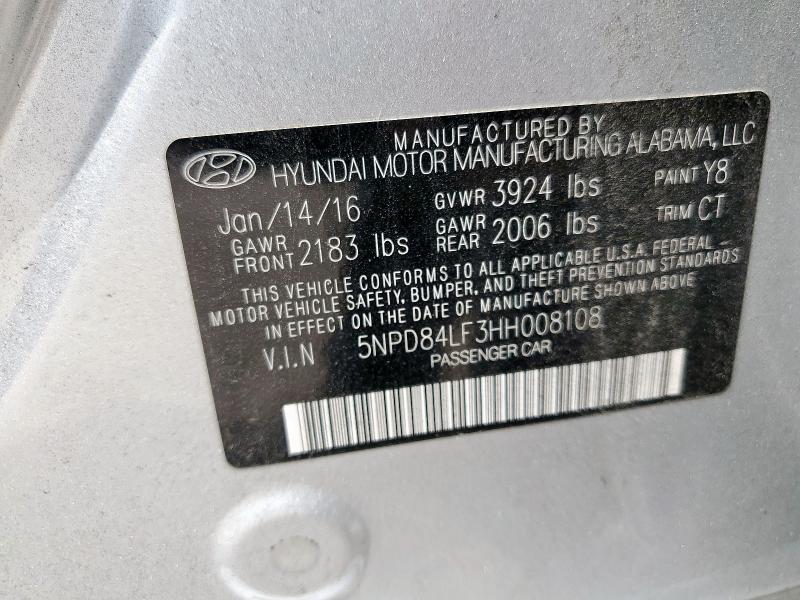 MANUFACTURED BY
HYUNDAI MOTOR MANUFACTURING ALABAMA, LLC
Jan/14/16 GVWR 3924 lbs PAINT Y8
GAWR FRONT 2183 lbs GAWR REAR 2006 lbs TRIM CT
THIS VEHICLE CONFORMS TO ALL APPLICABLE U.S.A. FEDERAL
MOTOR VEHICLE SAFETY, BUMPER, AND THEFT PREVENTION STANDARDS
IN EFFECT ON THE DATE OF MANUFACTURE SHOWN ABOVE
V.I.N 5NPD84LF3HH008108
PASSENGER CAR